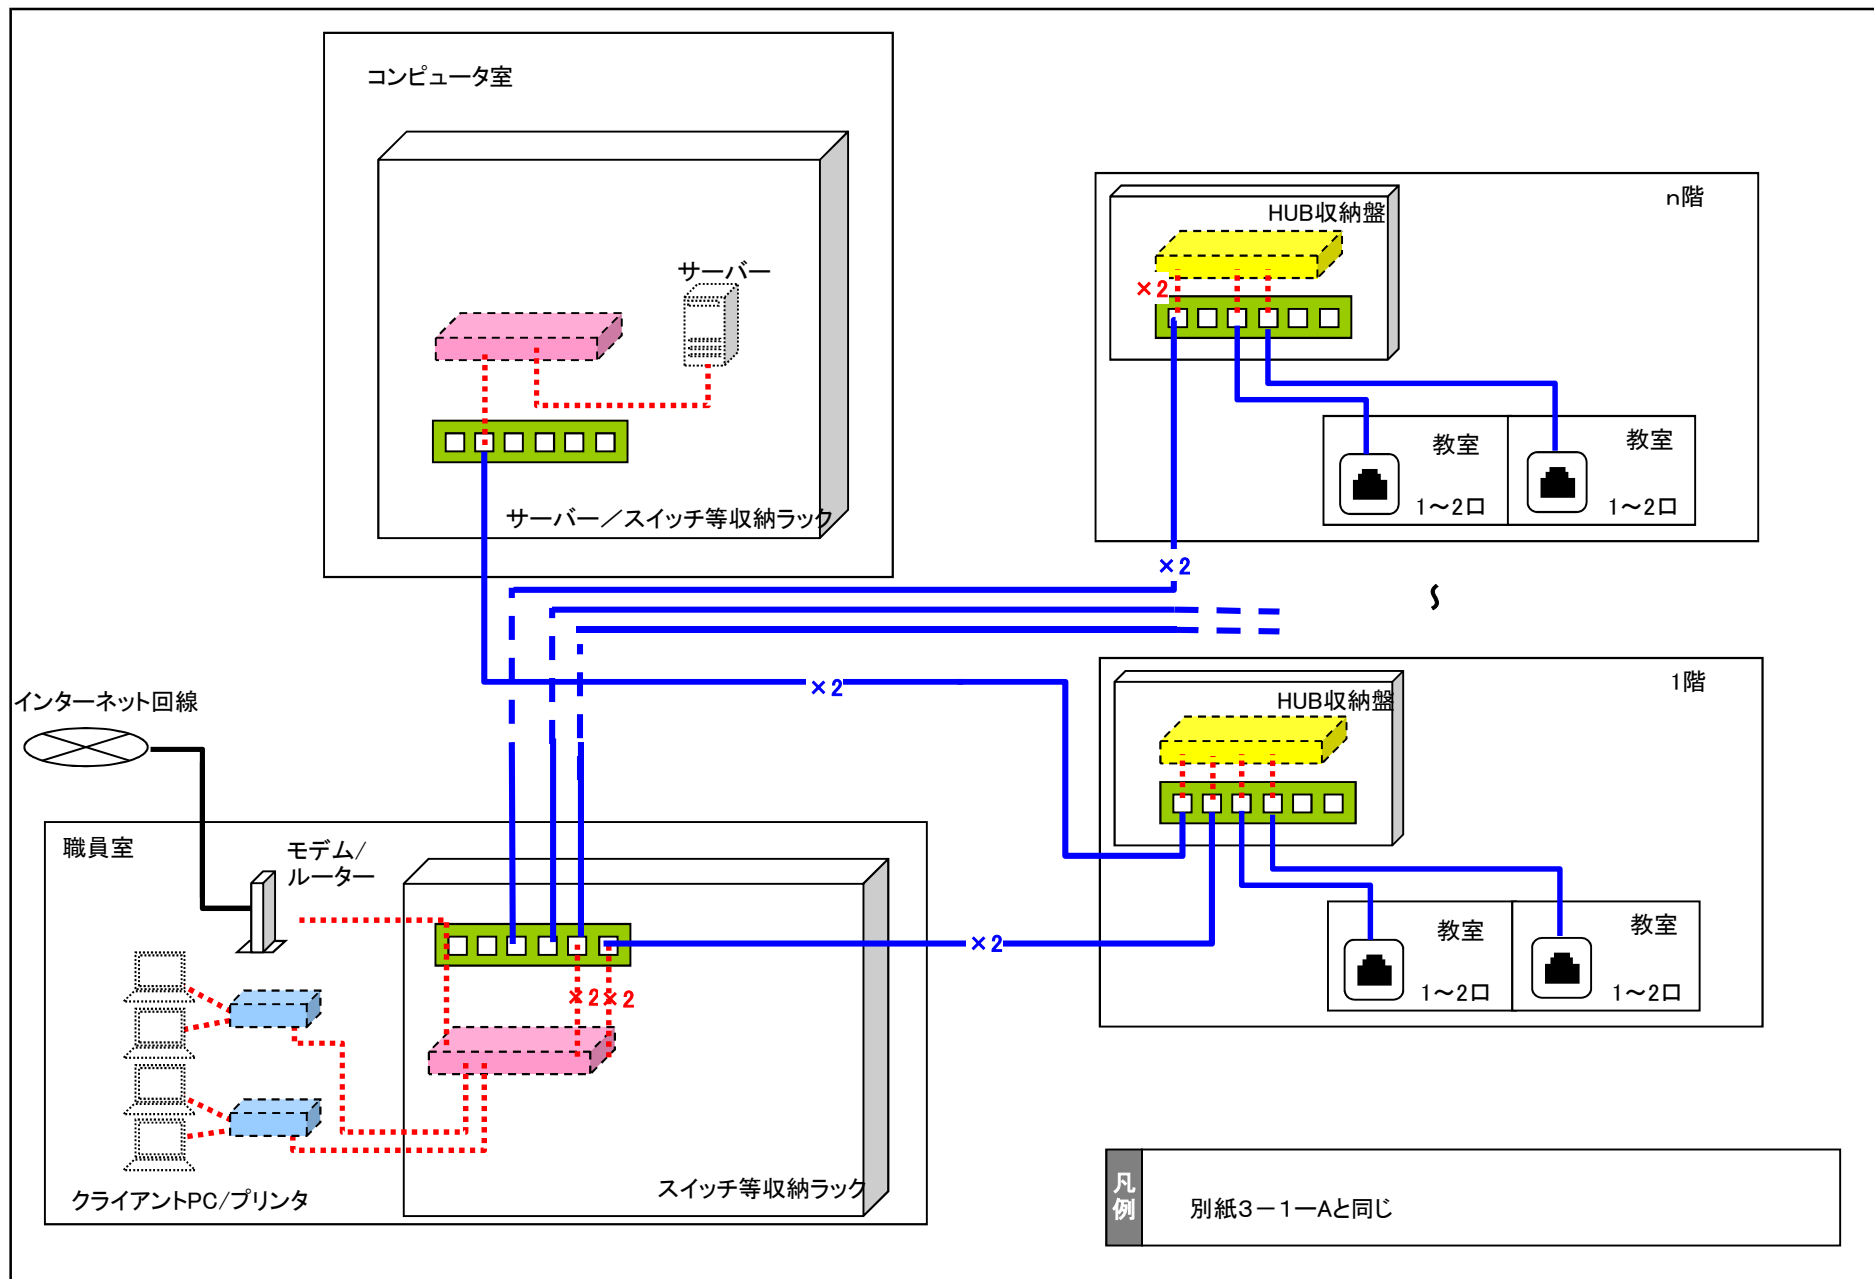 コンピュータ室
サーバー
サーバー／スイッチ等収納ラック
n階
HUB収納盤
×2
教室
1～2口
教室
1～2口
×2
×2
1階
HUB収納盤
教室
1～2口
教室
1～2口
インターネット回線
職員室
モデム/
ルーター
×2
×2
×2
クライアントPC/プリンタ
スイッチ等収納ラック
凡
例
別紙３－１ーAと同じ